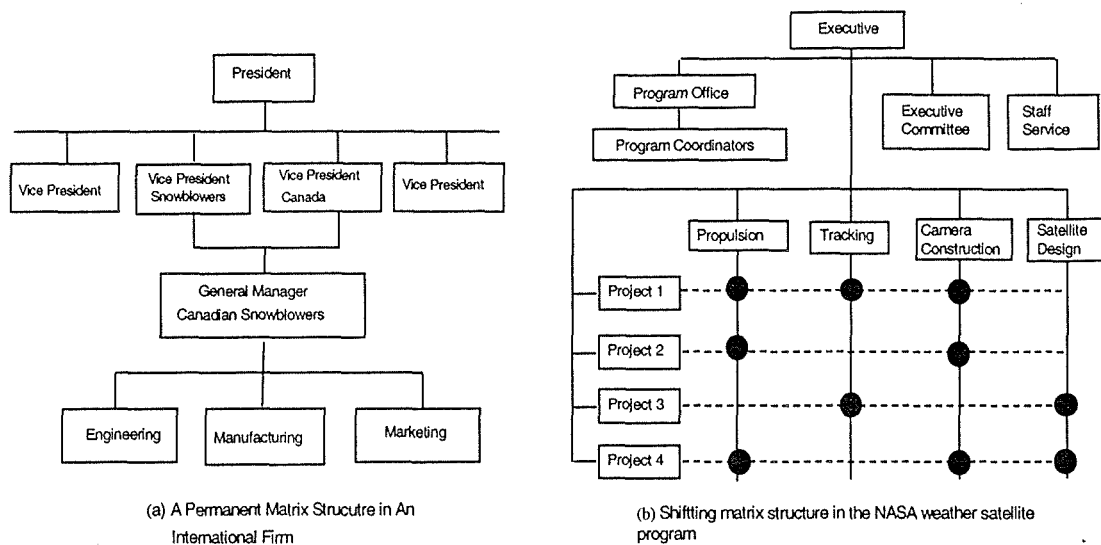 President
Vice President
Vice President
Snowblowers
Vice President
Canada
Vice President
General Manager
Canadian Snowblowers
Engineering
Manufacturing
Marketing
(a) A Permanent Matrix Strucutre in An
International Firm
Executive
Program Office
Program Coordinators
Executive
Committee
Staff
Service
Propulsion
Tracking
Camera
Construction
Satellite
Design
Project 1
Project 2
Project 3
Project 4
(b) Shiftting matrix structure in the NASA weather satellite
program